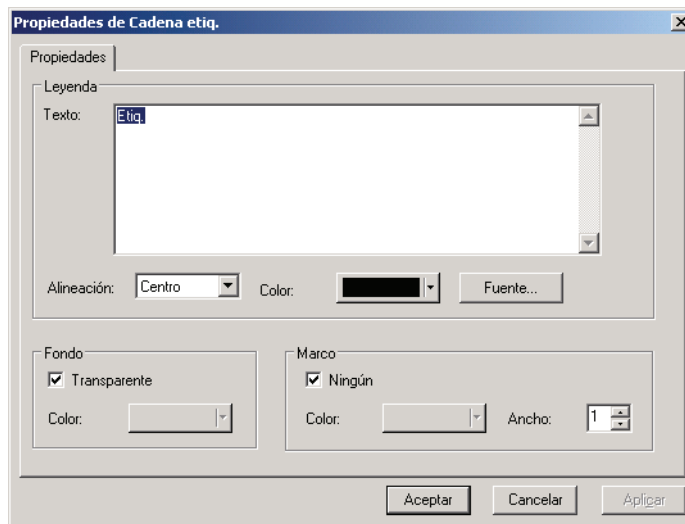 Propiedades de Cadena etiq.
Propiedades
Leyenda
Texto: Etiq.
Alineación: Centro Color: Fuente...
Fondo Marco
Transparente Ningún
Color: Color: Ancho: 1
Aceptar Cancelar Aplicar